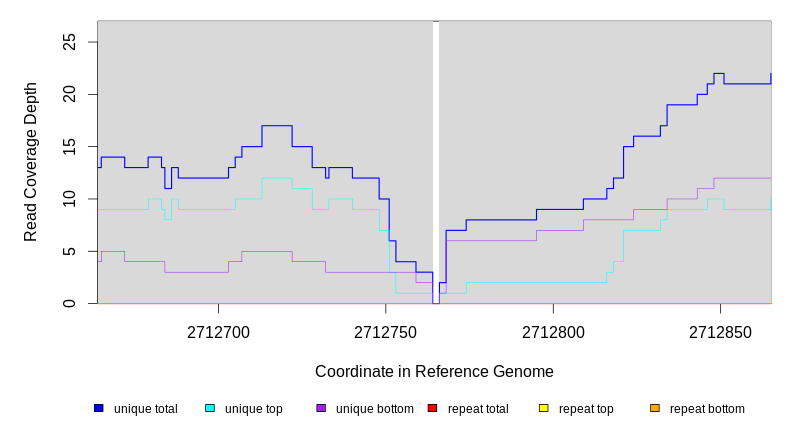 25
20
15
10
5
0
Read Coverage Depth
2712700 2712750 2712800 2712850
Coordinate in Reference Genome
unique total unique top unique bottom repeat total repeat top repeat bottom